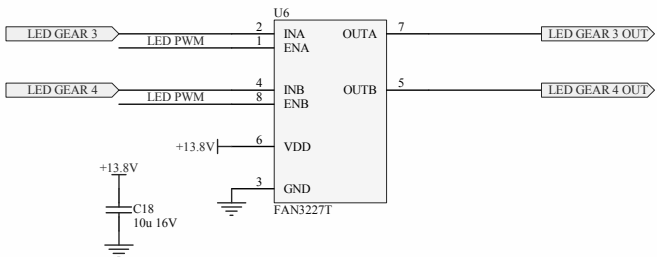 U6
LED GEAR 3
2
INA
OUTA
7
LED GEAR 3 OUT
LED PWM
1
ENA
LED GEAR 4
4
INB
OUTB
5
LED GEAR 4 OUT
LED PWM
8
ENB
+13.8V
6
VDD
+13.8V
3
GND
C18
FAN3227T
10u 16V